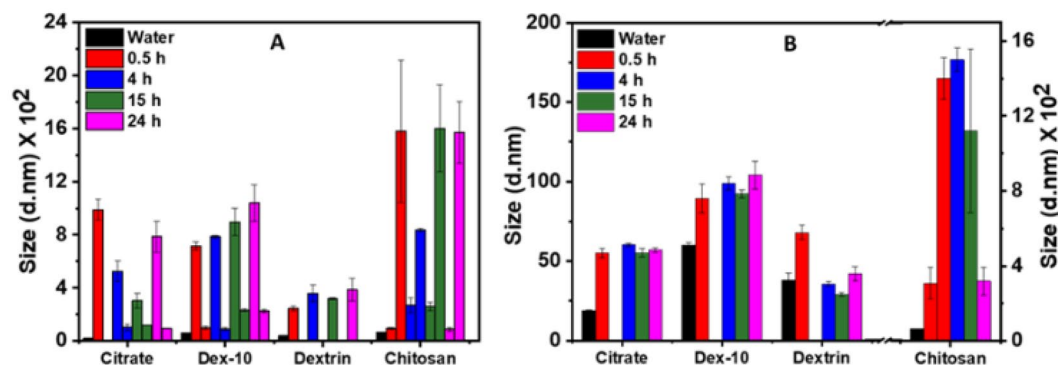 A
Size (d.nm) X 10²
24
20
16
12
8
4
0
Water
0.5 h
4 h
15 h
24 h
Citrate
Dex-10
Dextrin
Chitosan
B
Size (d.nm)
200
150
100
50
0
Water
0.5 h
4 h
15 h
24 h
Citrate
Dex-10
Dextrin
Chitosan
16
12
8
4
0
Size (d.nm) X 10²